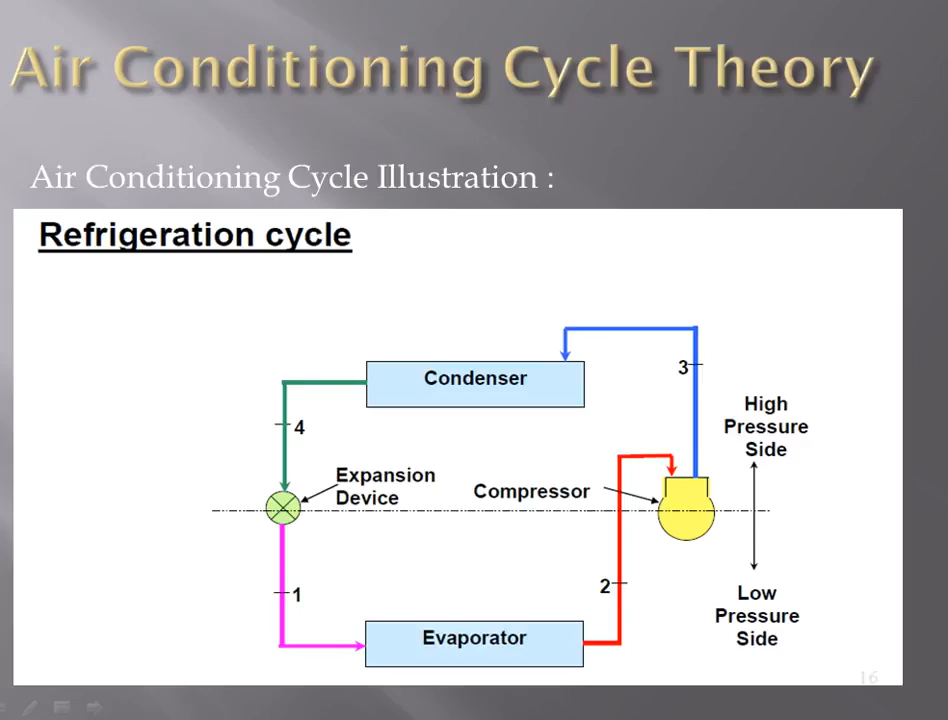 Air Conditioning Cycle Theory
Air Conditioning Cycle Illustration :
Refrigeration cycle
Condenser
3
High
Pressure
Side
4
Expansion
Device
Compressor
1
2
Low
Pressure
Side
Evaporator
16